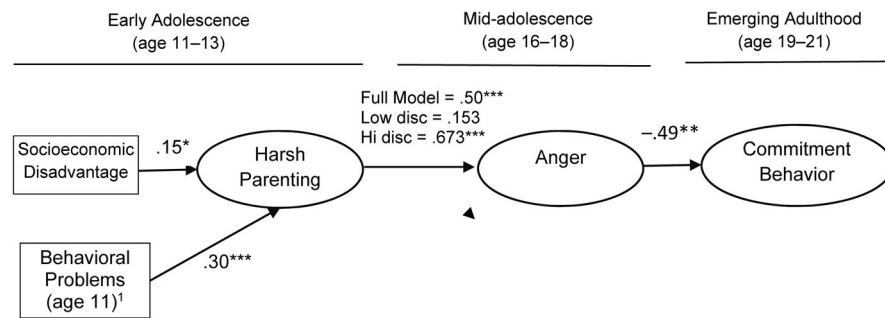 Early Adolescence
(age 11–13)
Mid-adolescence
(age 16–18)
Emerging Adulthood
(age 19–21)
Full Model = .50***
Low disc = .153
Hi disc = .673***
Socioeconomic
Disadvantage
.15*
Harsh
Parenting
Anger
–.49**
Commitment
Behavior
Behavioral
Problems
(age 11)¹
.30***